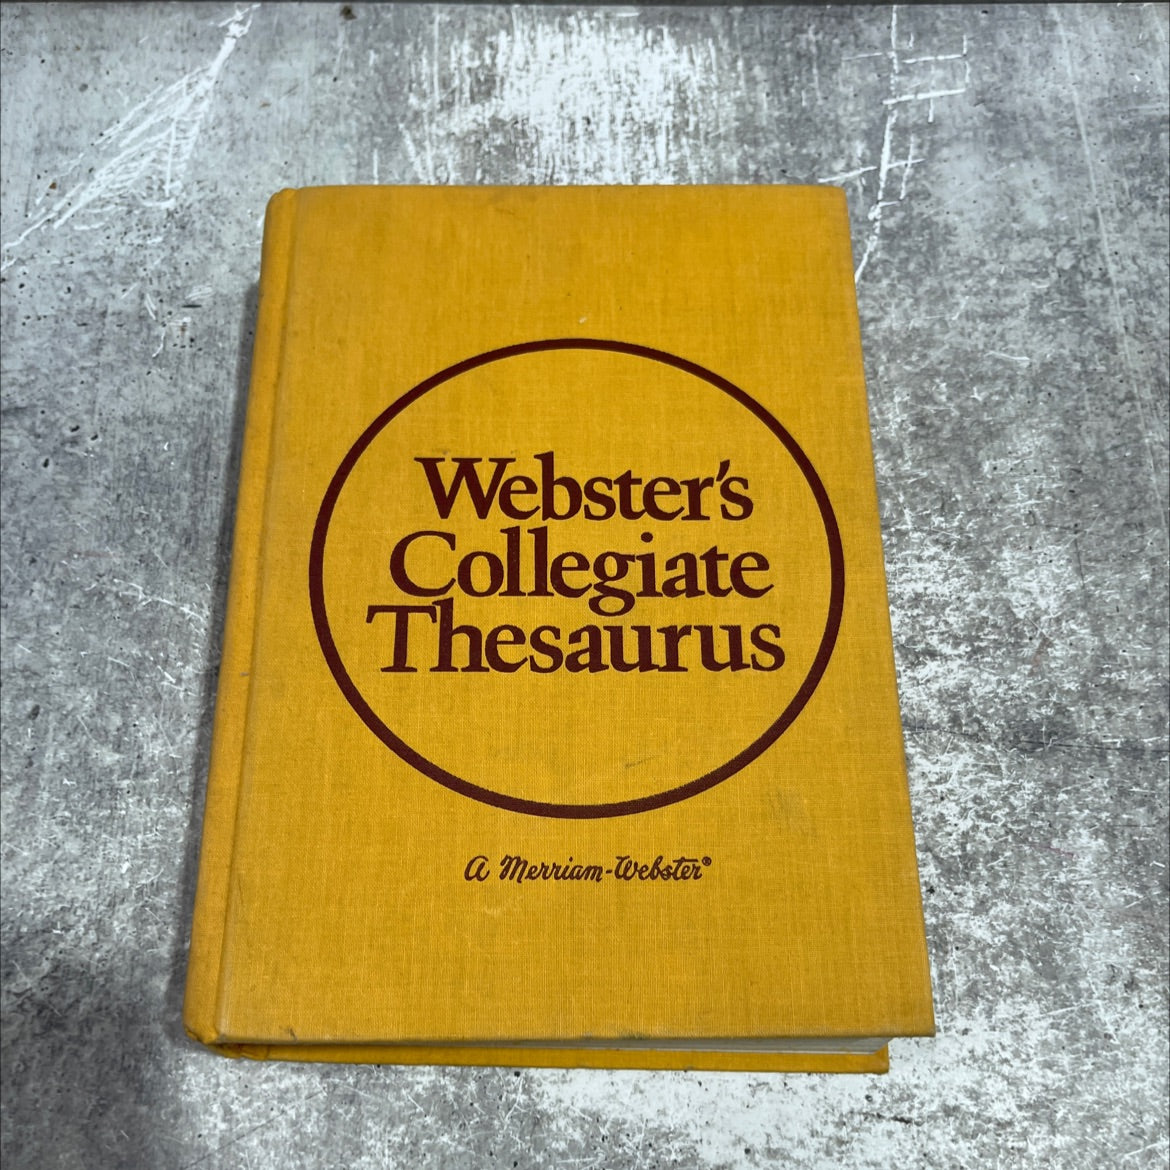 Webster's
Collegiate
Thesaurus
A Merriam-Webster®